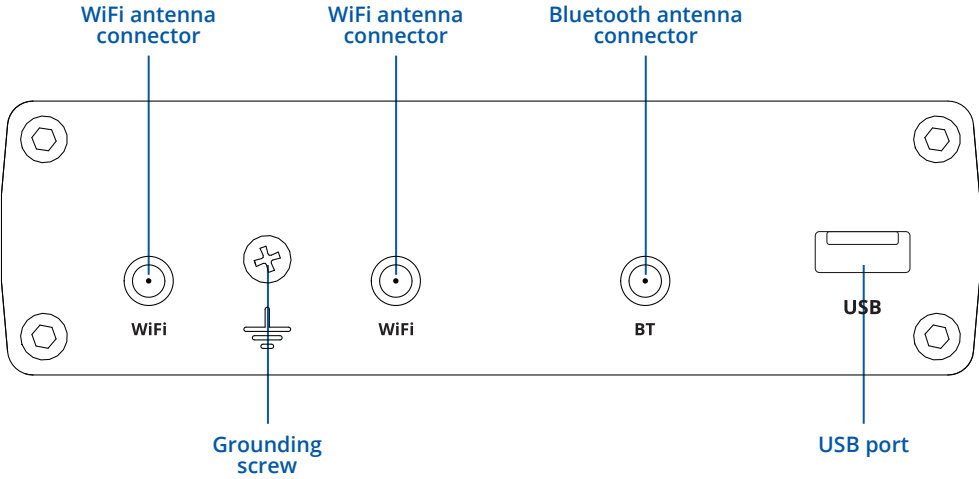 WiFi antenna
connector
WiFi antenna
connector
Bluetooth antenna
connector
WiFi
WiFi
BT
USB
Grounding
screw
USB port